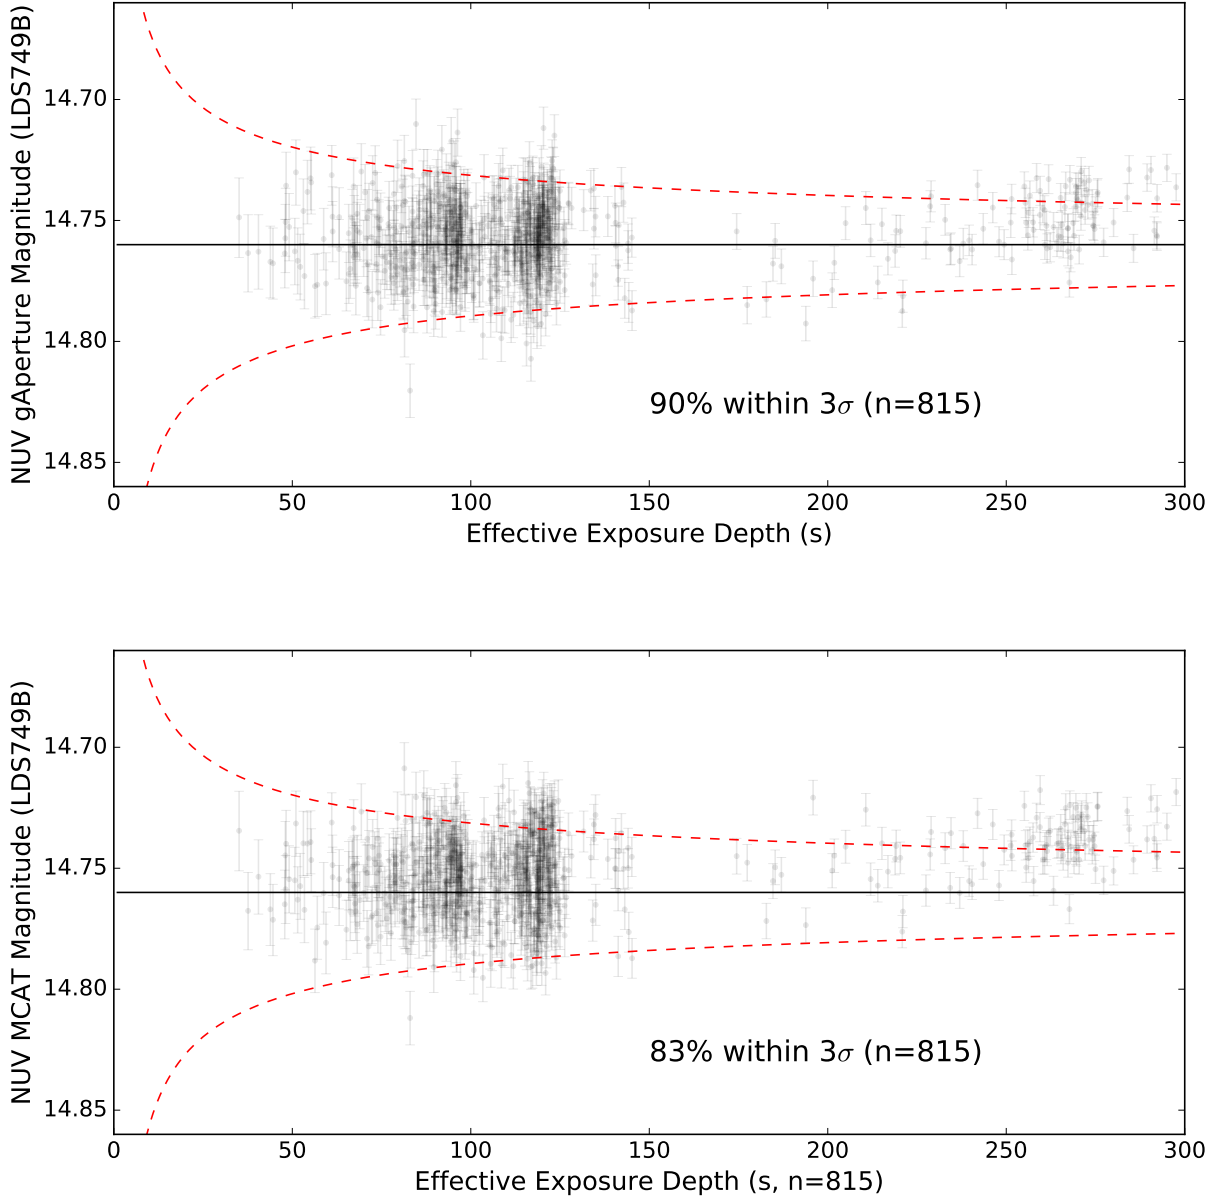 NUV gAperture Magnitude (LDS749B)
14.70
14.75
14.80
14.85
90% within 3σ (n=815)
0 50 100 150 200 250 300
Effective Exposure Depth (s)
NUV MCAT Magnitude (LDS749B)
14.70
14.75
14.80
14.85
83% within 3σ (n=815)
0 50 100 150 200 250 300
Effective Exposure Depth (s, n=815)